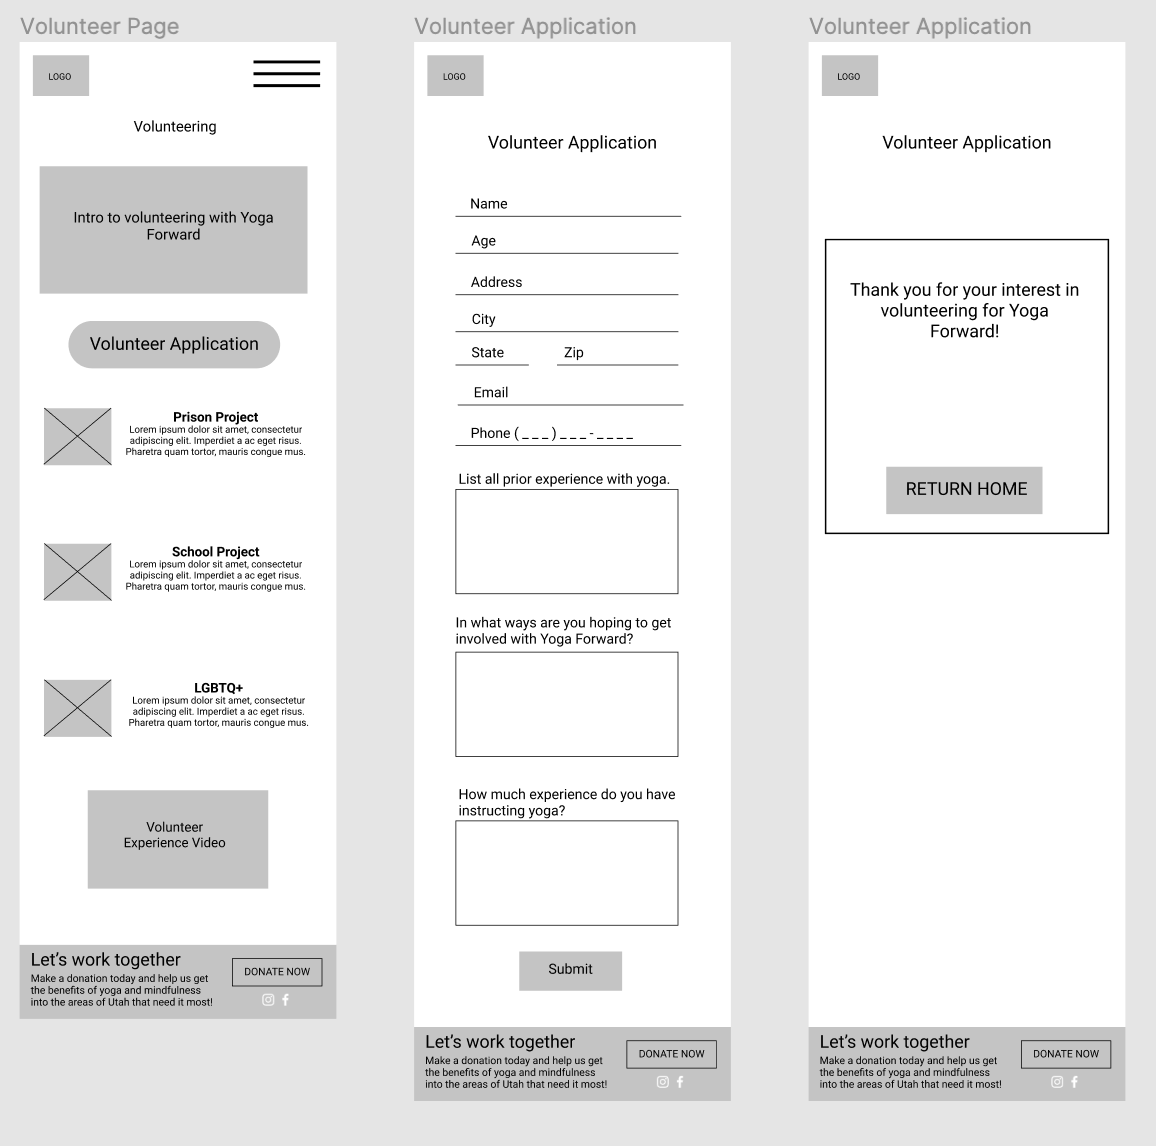 Volunteer Page
LOGO
Volunteering
Intro to volunteering with Yoga
Forward
Volunteer Application
Prison Project
Lorem ipsum dolor sit amet, consectetur
adipiscing elit. Imperdiet a ac eget risus.
Pharetra quam tortor, mauris congue mus.
School Project
Lorem ipsum dolor sit amet, consectetur
adipiscing elit. Imperdiet a ac eget risus.
Pharetra quam tortor, mauris congue mus.
LGBTQ+
Lorem ipsum dolor sit amet, consectetur
adipiscing elit. Imperdiet a ac eget risus.
Pharetra quam tortor, mauris congue mus.
Volunteer
Experience Video
Let's work together
Make a donation today and help us get
the benefits of yoga and mindfulness
into the areas of Utah that need it most!
DONATE NOW
Volunteer Application
LOGO
Volunteer Application
Name
Age
Address
City
State Zip
Email
Phone ( _ _ _ ) _ _ _ - _ _ _ _
List all prior experience with yoga.
In what ways are you hoping to get
involved with Yoga Forward?
How much experience do you have
instructing yoga?
Submit
Let's work together
Make a donation today and help us get
the benefits of yoga and mindfulness
into the areas of Utah that need it most!
DONATE NOW
Volunteer Application
LOGO
Volunteer Application
Thank you for your interest in
volunteering for Yoga
Forward!
RETURN HOME
Let's work together
Make a donation today and help us get
the benefits of yoga and mindfulness
into the areas of Utah that need it most!
DONATE NOW